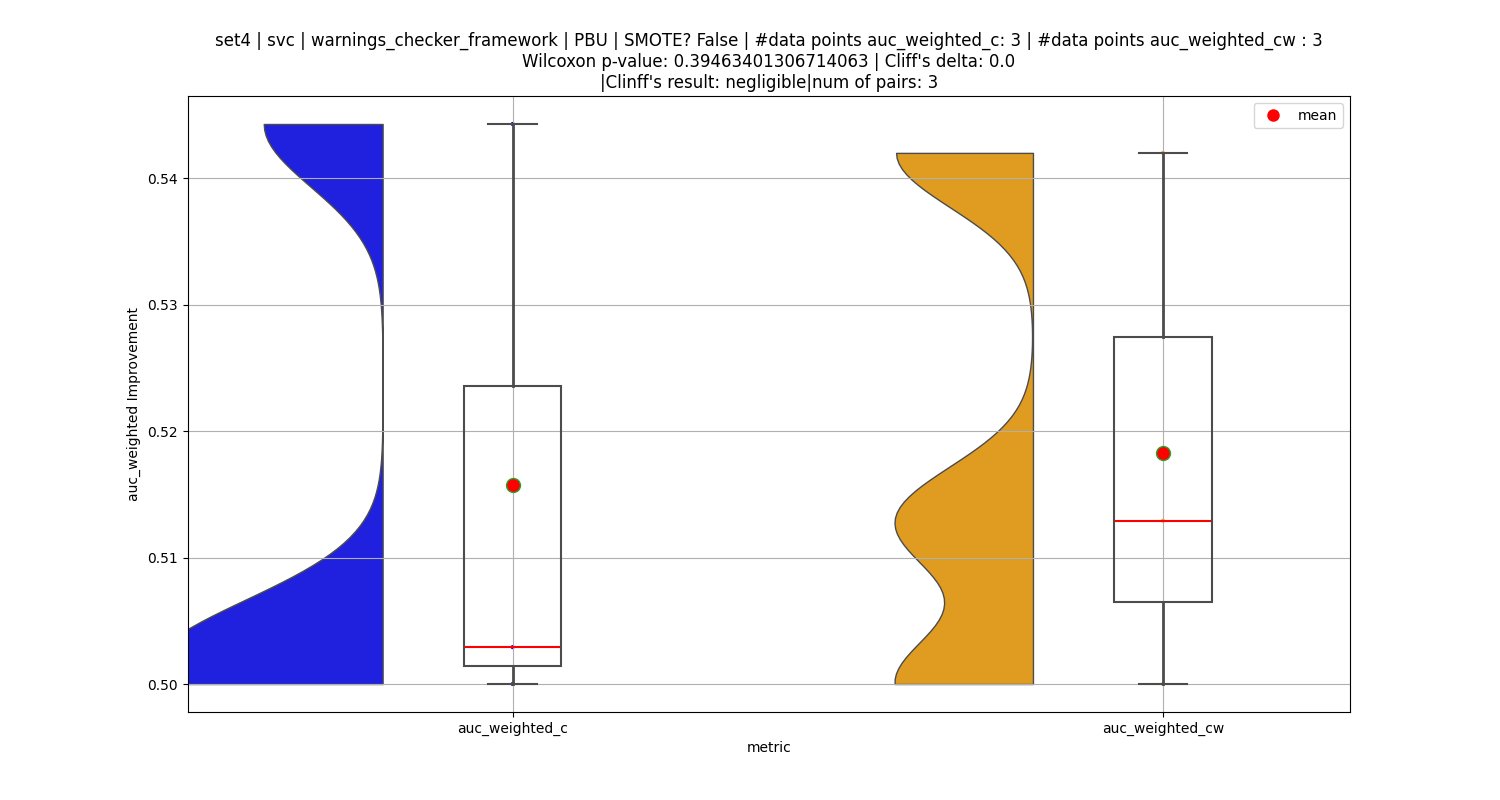 set4 | svc | warnings_checker_framework | PBU | SMOTE? False | #data points auc_weighted_c: 3 | #data points auc_weighted_cw : 3
Wilcoxon p-value: 0.39463401306714063 | Cliff's delta: 0.0
|Clinff's result: negligible|num of pairs: 3
mean
0.54
0.53
0.52
0.51
0.50
auc_weighted Improvement
auc_weighted_c
auc_weighted_cw
metric